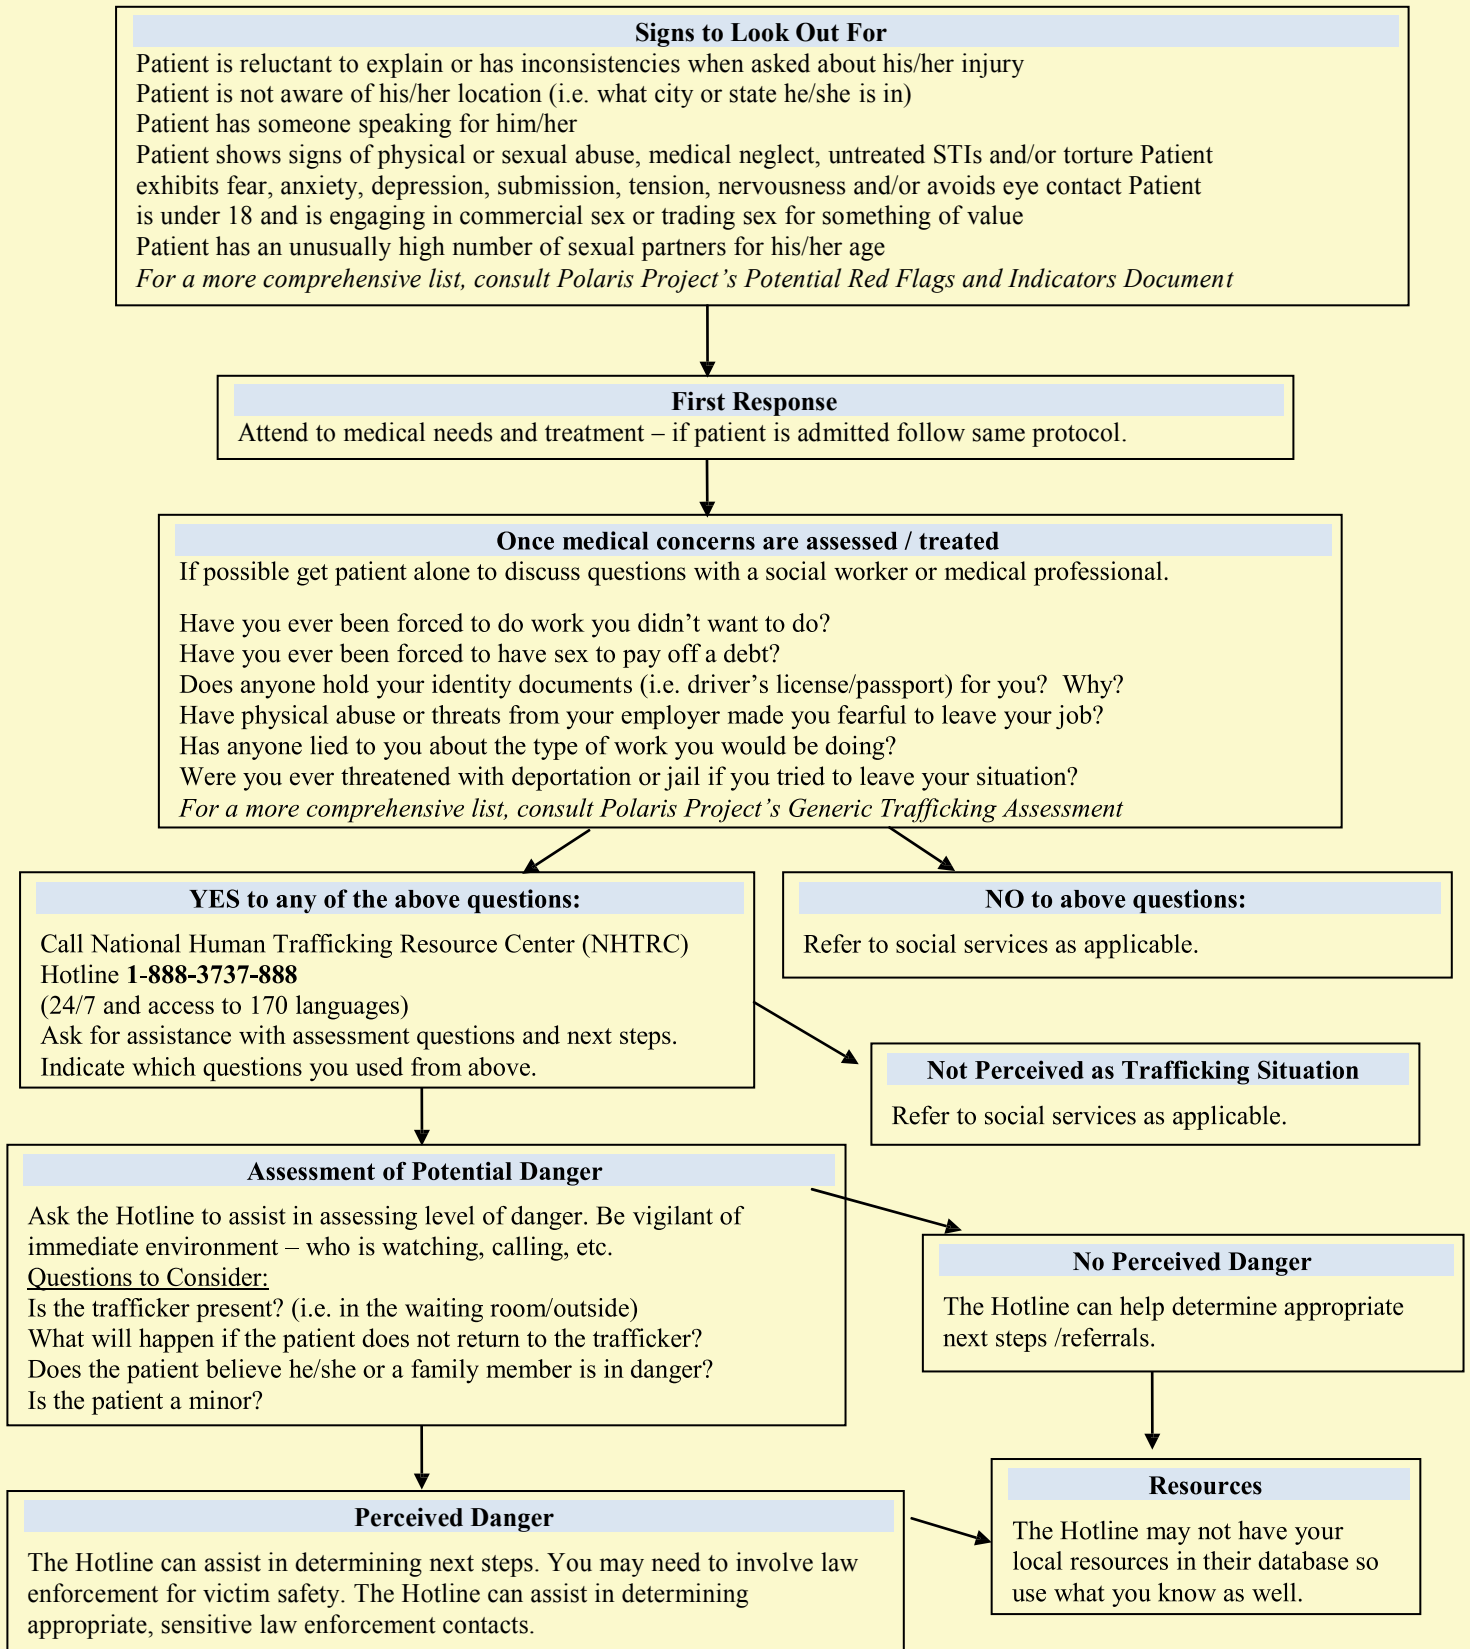 Signs to Look Out For
Patient is reluctant to explain or has inconsistencies when asked about his/her injury
Patient is not aware of his/her location (i.e. what city or state he/she is in)
Patient has someone speaking for him/her
Patient shows signs of physical or sexual abuse, medical neglect, untreated STIs and/or torture Patient
exhibits fear, anxiety, depression, submission, tension, nervousness and/or avoids eye contact Patient
is under 18 and is engaging in commercial sex or trading sex for something of value
Patient has an unusually high number of sexual partners for his/her age
For a more comprehensive list, consult Polaris Project's Potential Red Flags and Indicators Document
First Response
Attend to medical needs and treatment – if patient is admitted follow same protocol.
Once medical concerns are assessed / treated
If possible get patient alone to discuss questions with a social worker or medical professional.
Have you ever been forced to do work you didn't want to do?
Have you ever been forced to have sex to pay off a debt?
Does anyone hold your identity documents (i.e. driver's license/passport) for you?  Why?
Have physical abuse or threats from your employer made you fearful to leave your job?
Has anyone lied to you about the type of work you would be doing?
Were you ever threatened with deportation or jail if you tried to leave your situation?
For a more comprehensive list, consult Polaris Project's Generic Trafficking Assessment
YES to any of the above questions:
Call National Human Trafficking Resource Center (NHTRC)
Hotline 1-888-3737-888
(24/7 and access to 170 languages)
Ask for assistance with assessment questions and next steps.
Indicate which questions you used from above.
NO to above questions:
Refer to social services as applicable.
Not Perceived as Trafficking Situation
Refer to social services as applicable.
Assessment of Potential Danger
Ask the Hotline to assist in assessing level of danger. Be vigilant of
immediate environment – who is watching, calling, etc.
Questions to Consider:
Is the trafficker present? (i.e. in the waiting room/outside)
What will happen if the patient does not return to the trafficker?
Does the patient believe he/she or a family member is in danger?
Is the patient a minor?
No Perceived Danger
The Hotline can help determine appropriate
next steps /referrals.
Perceived Danger
The Hotline can assist in determining next steps. You may need to involve law
enforcement for victim safety. The Hotline can assist in determining
appropriate, sensitive law enforcement contacts.
Resources
The Hotline may not have your
local resources in their database so
use what you know as well.